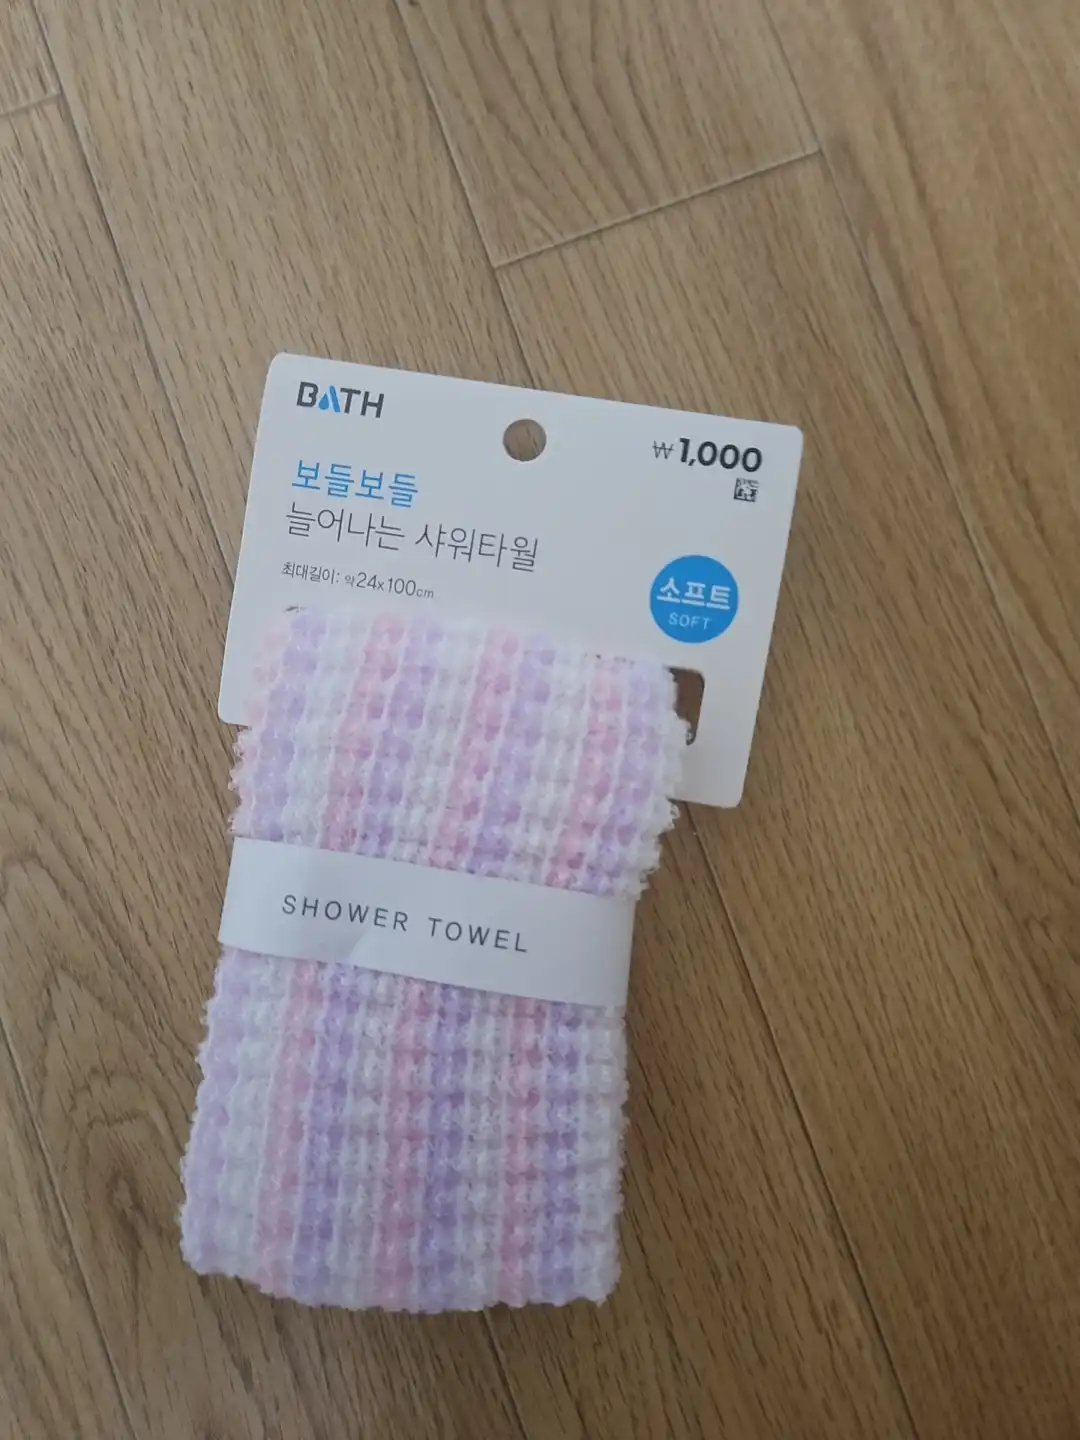 BATH
₩1,000
보들보들
늘어나는 샤워타월
최대길이: 약24x100cm
소프트
SOFT
SHOWER TOWEL